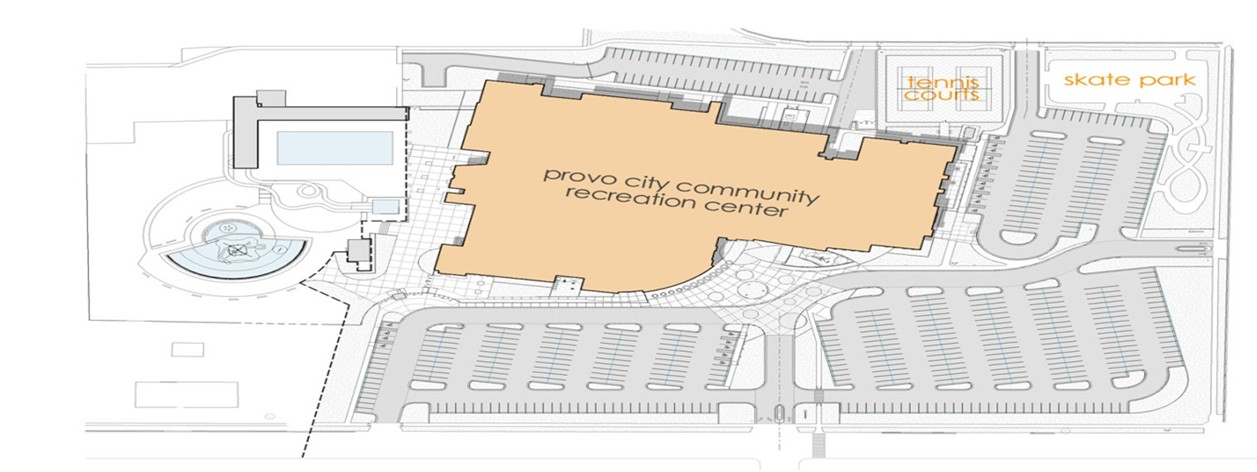 tennis
courts
skate park
provo city community
recreation center